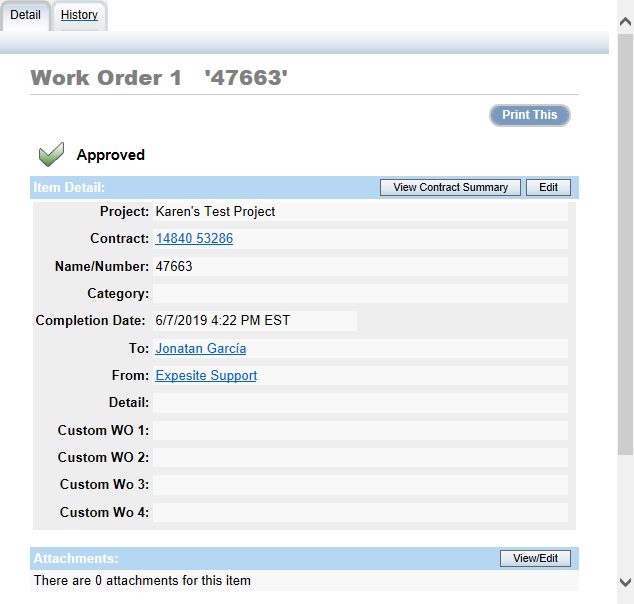 Detail History
Work Order 1 '47663'
Print This
Approved
Item Detail: View Contract Summary Edit
Project: Karen's Test Project
Contract: 14840 53286
Name/Number: 47663
Category:
Completion Date: 6/7/2019 4:22 PM EST
To: Jonatan García
From: Expesite Support
Detail:
Custom WO 1:
Custom WO 2:
Custom Wo 3:
Custom Wo 4:
Attachments: View/Edit
There are 0 attachments for this item